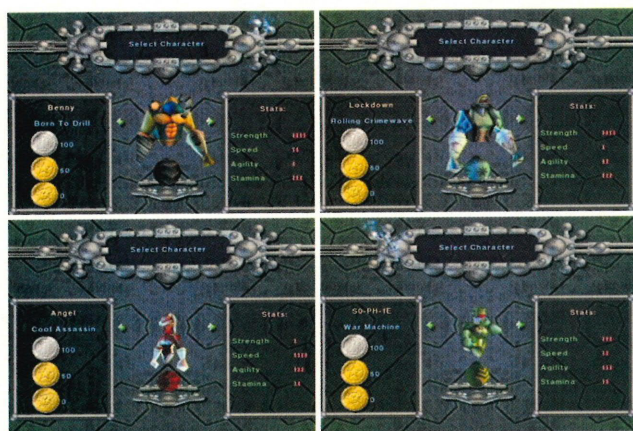 Select Character
Benny
Born To Drill
100
50
0
Stats:
Strength
Speed
Agility
Stamina
Select Character
Lockdown
Rolling Crimewave
100
50
0
Stats:
Strength
Speed
Agility
Stamina
Select Character
Angel
Cool Assassin
100
50
0
Stats:
Strength
Speed
Agility
Stamina
Select Character
SO-PH-1E
War Machine
100
50
0
Stats:
Strength
Speed
Agility
Stamina